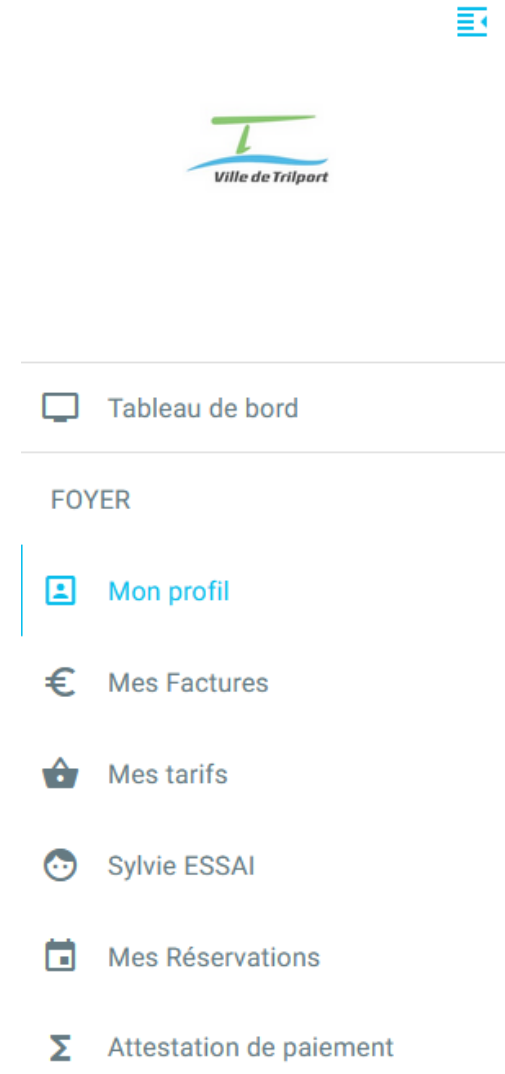 Ville de Trilport
Tableau de bord
FOYER
Mon profil
Mes Factures
Mes tarifs
Sylvie ESSAI
Mes Réservations
Attestation de paiement